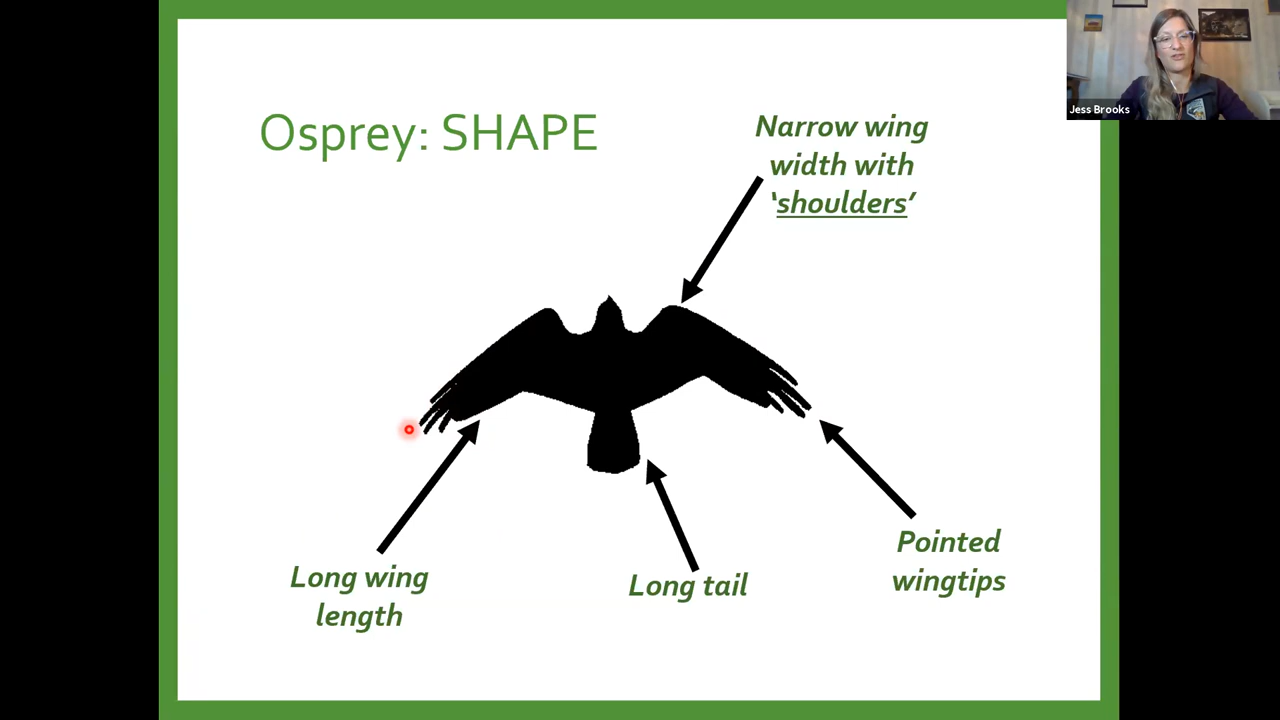 Jess Brooks
Osprey: SHAPE
Narrow wing
width with
‘shoulders’
Long wing
length
Long tail
Pointed
wingtips